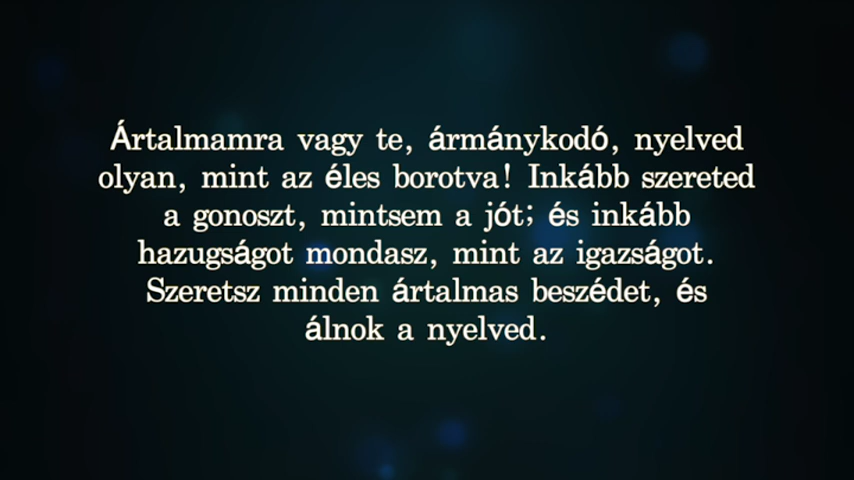 Ártalmamra vagy te, ármánykodó, nyelved
olyan, mint az éles borotva! Inkább szereted
a gonoszt, mintsem a jót; és inkább
hazugságot mondasz, mint az igazságot.
Szeretsz minden ártalmas beszédet, és
álnok a nyelved.